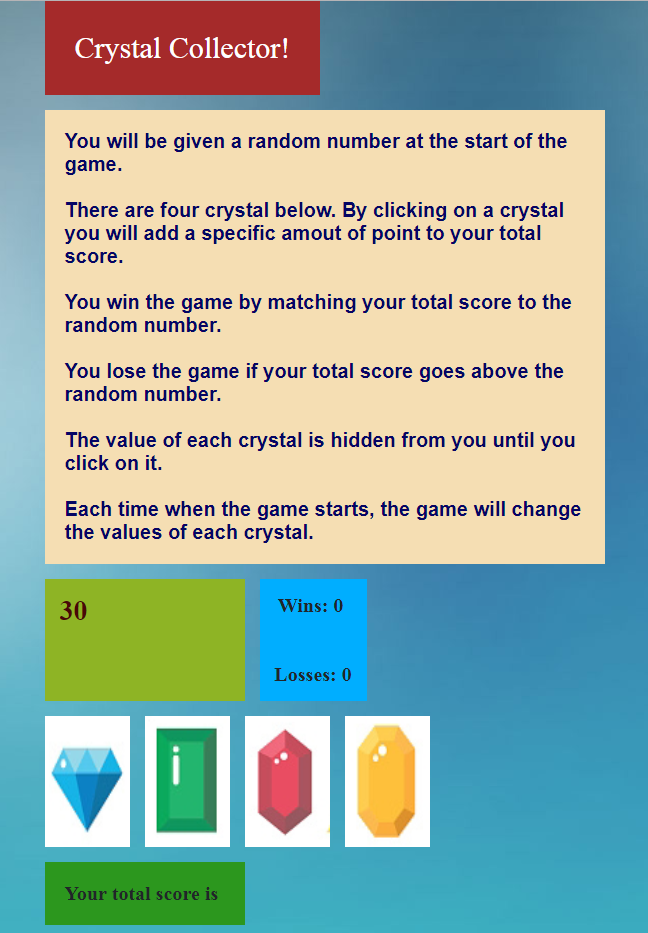 Crystal Collector!
You will be given a random number at the start of the
game.
There are four crystal below. By clicking on a crystal
you will add a specific amout of point to your total
score.
You win the game by matching your total score to the
random number.
You lose the game if your total score goes above the
random number.
The value of each crystal is hidden from you until you
click on it.
Each time when the game starts, the game will change
the values of each crystal.
30
Wins: 0
Losses: 0
Your total score is